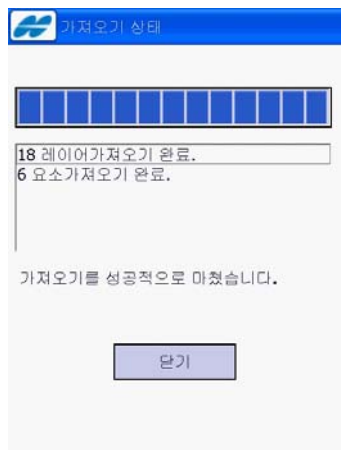 가져오기 상태
18 레이어가져오기 완료.
6 요소가져오기 완료.
가져오기를 성공적으로 마쳤습니다.
닫기